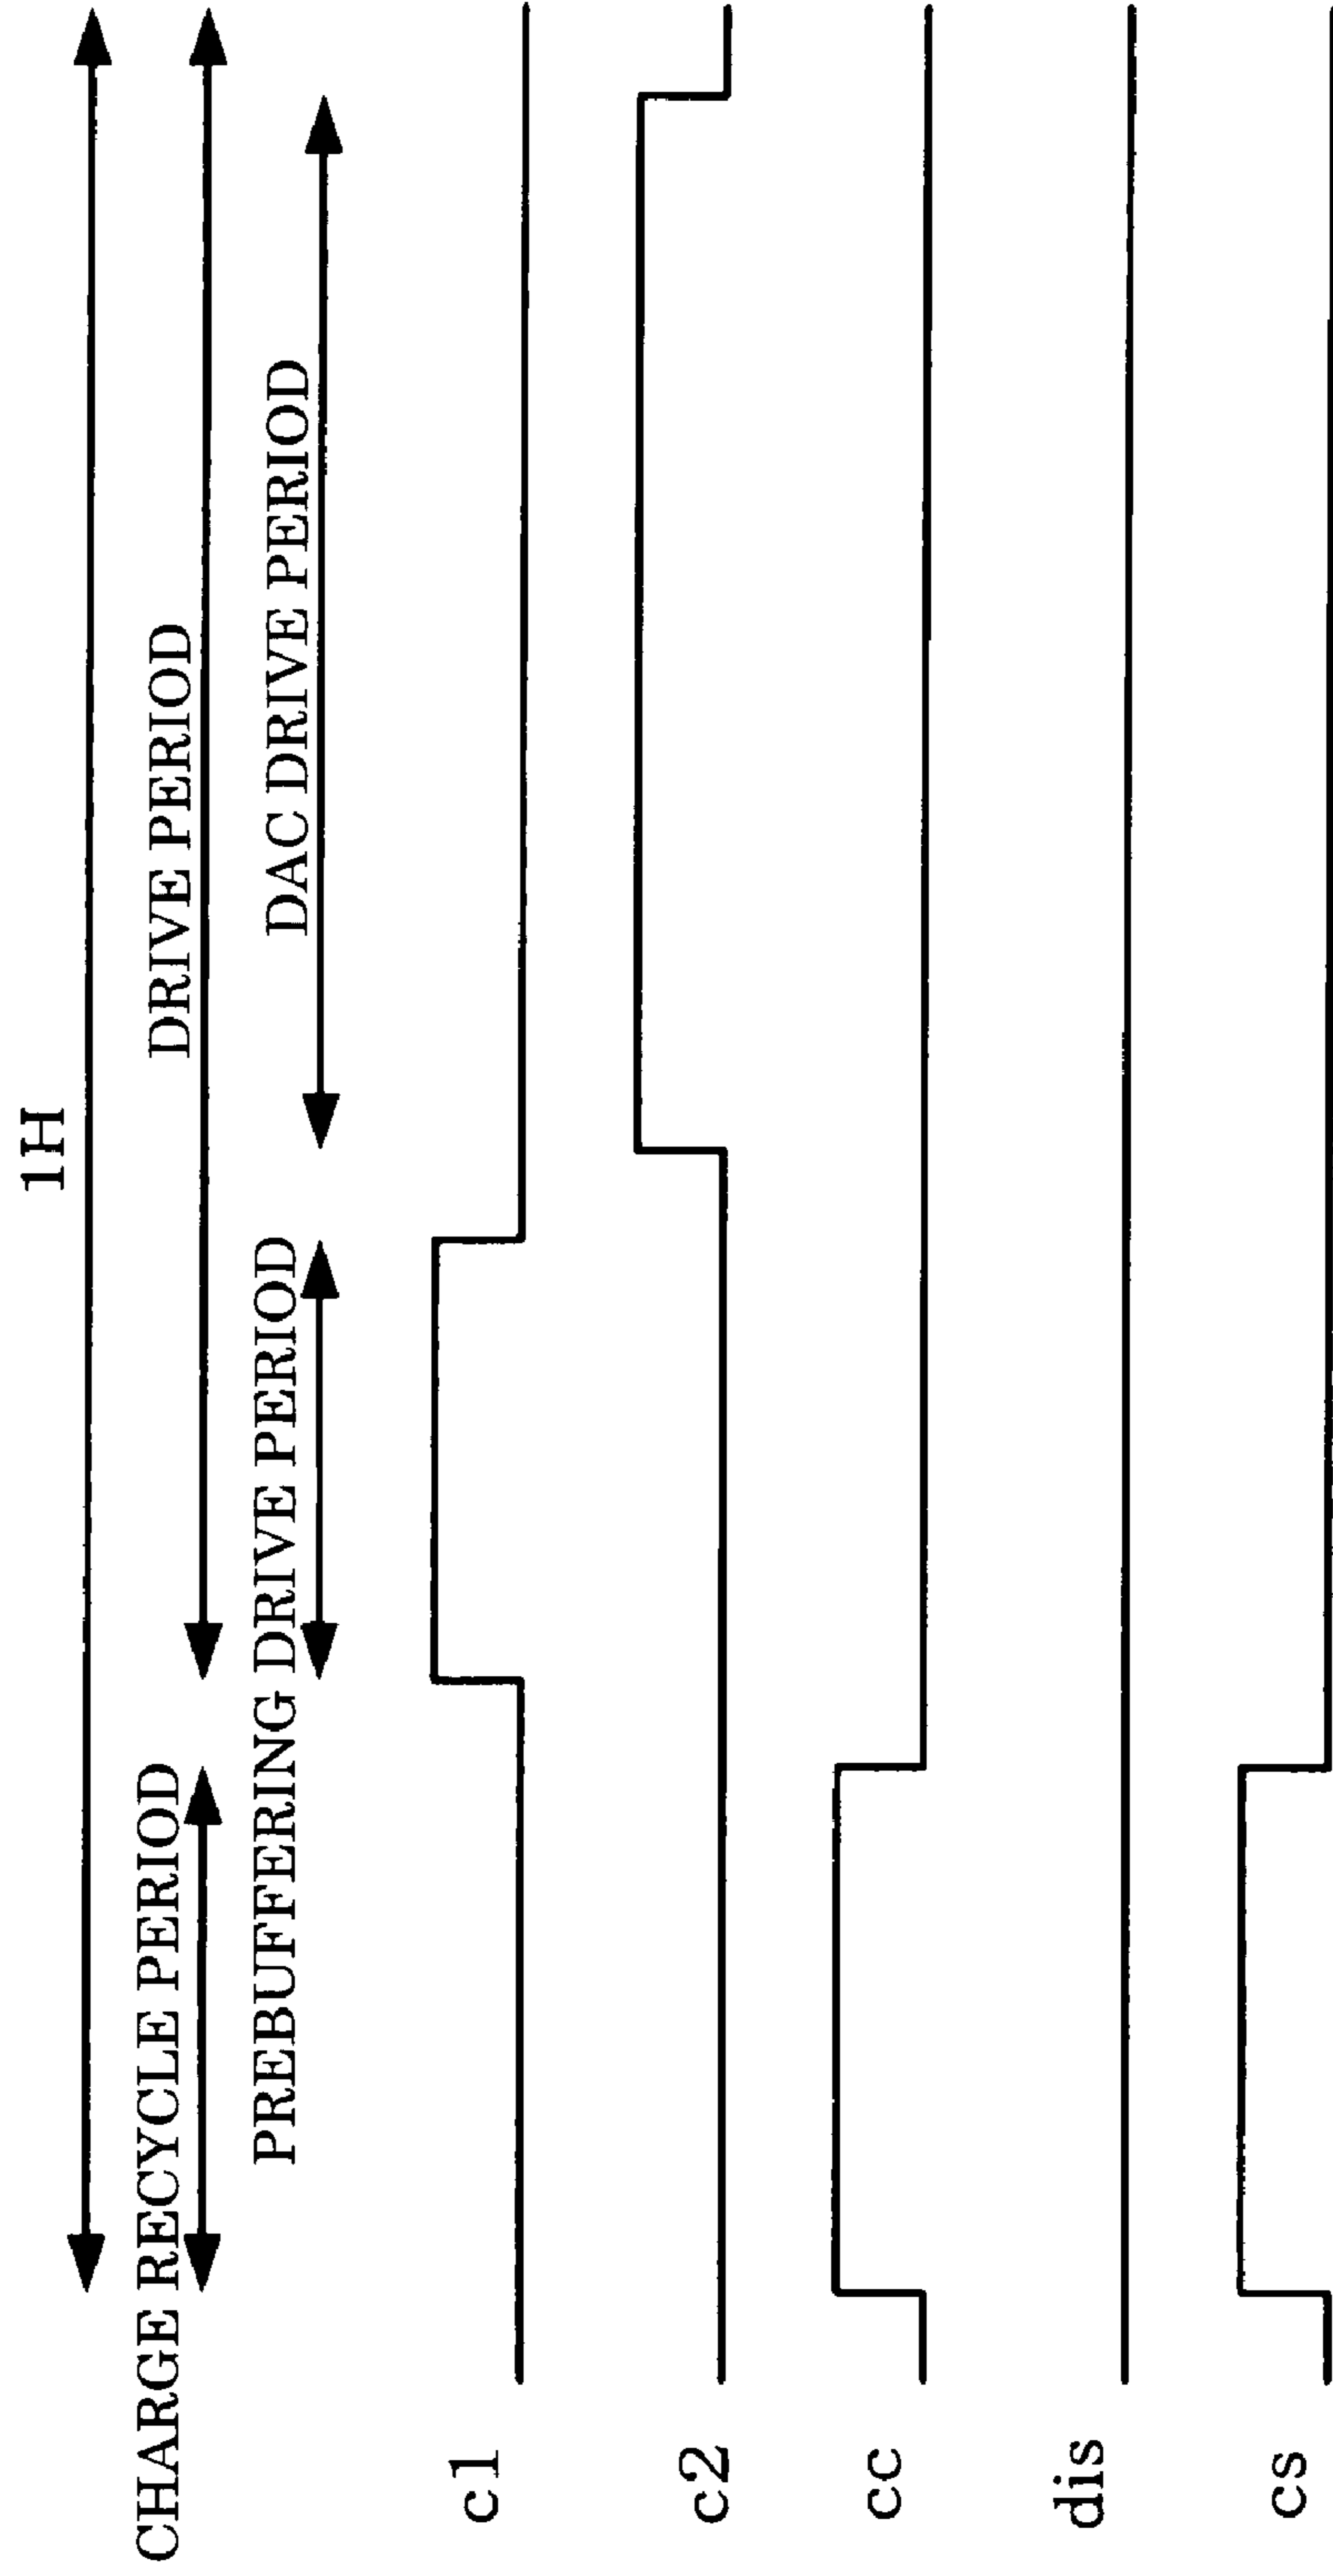 1H
CHARGE RECYCLE PERIOD
DRIVE PERIOD
PREBUFFERING DRIVE PERIOD
DAC DRIVE PERIOD
c1
c2
cc
dis
cs